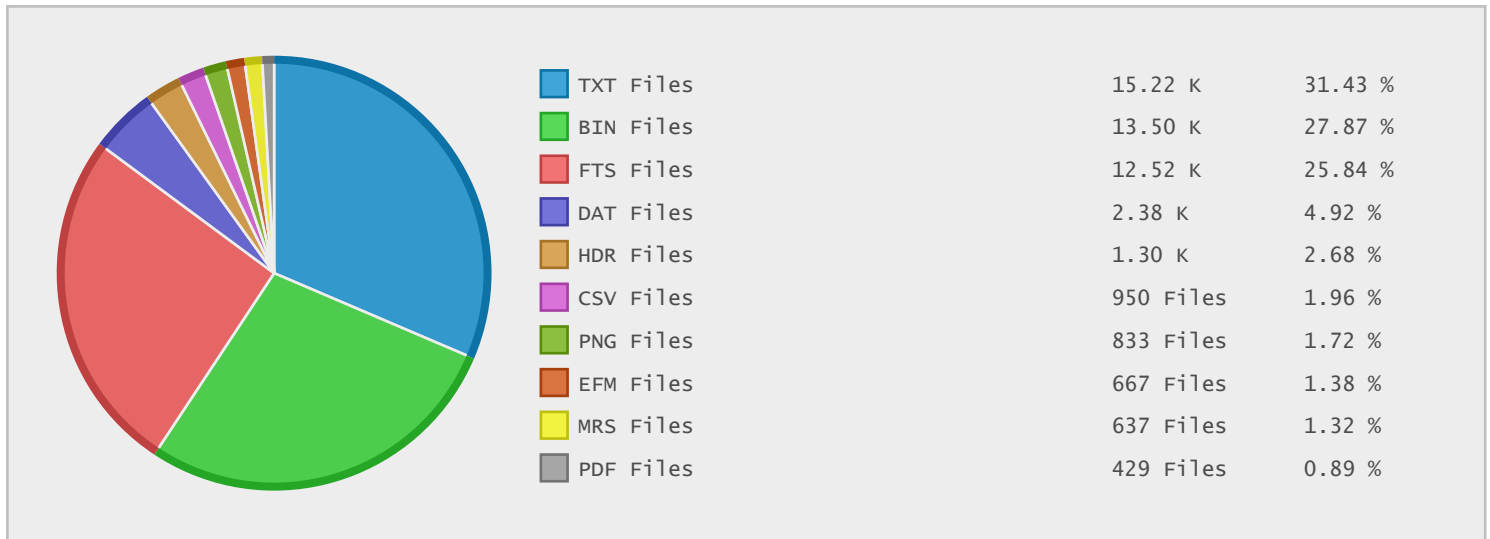 TXT Files 15.22 K 31.43 %
BIN Files 13.50 K 27.87 %
FTS Files 12.52 K 25.84 %
DAT Files 2.38 K 4.92 %
HDR Files 1.30 K 2.68 %
CSV Files 950 Files 1.96 %
PNG Files 833 Files 1.72 %
EFM Files 667 Files 1.38 %
MRS Files 637 Files 1.32 %
PDF Files 429 Files 0.89 %